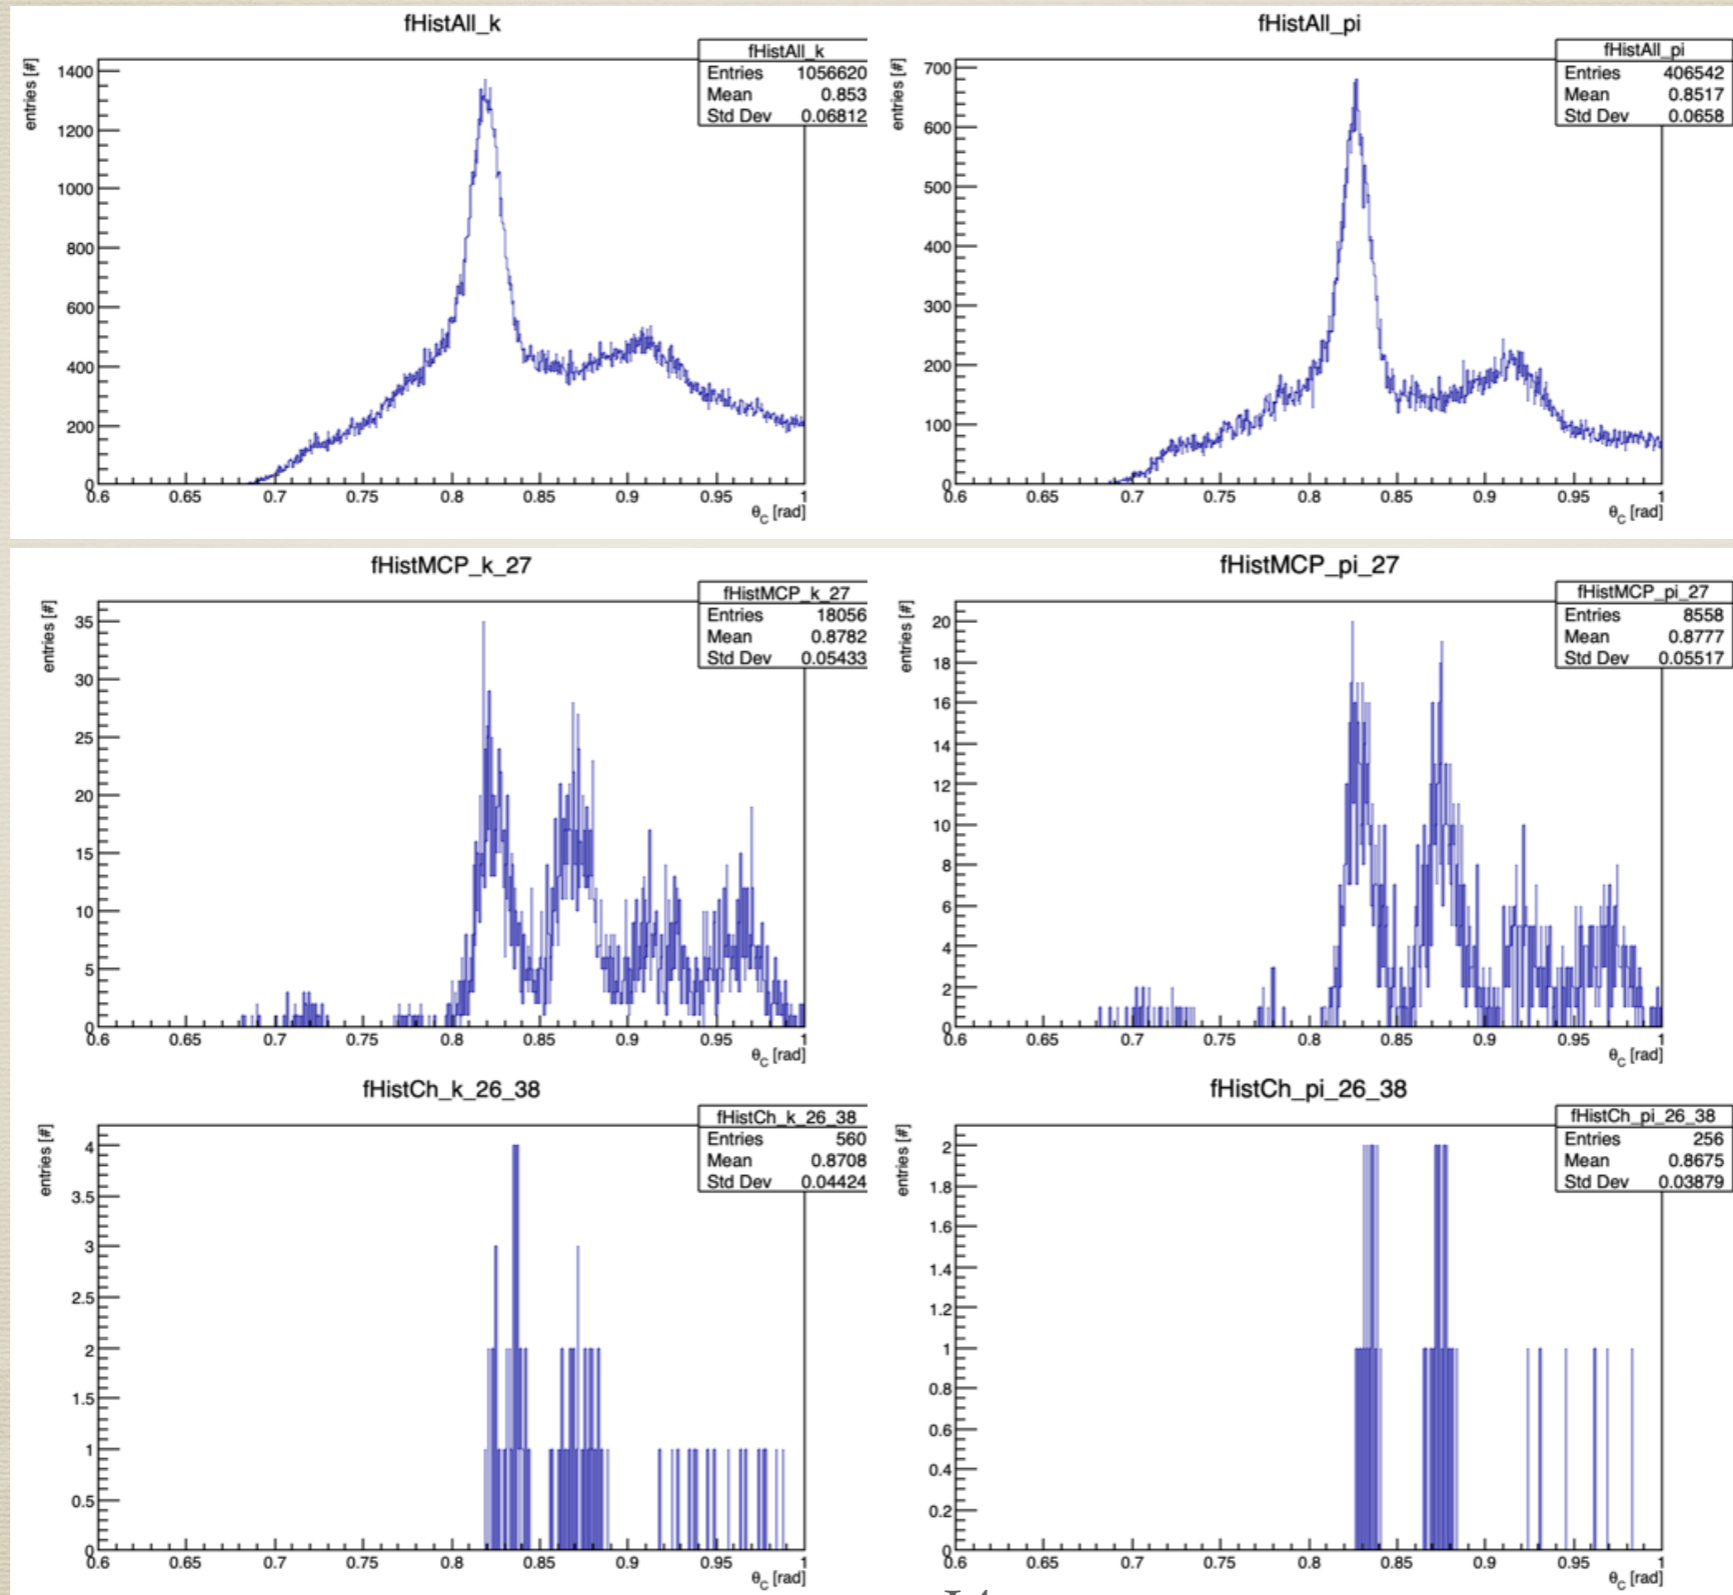 fHistAll_k
fHistAll_k
Entries 1056620
Mean 0.853
Std Dev 0.06812
entries [#]
1400
1200
1000
800
600
400
200
0
0.6 0.65 0.7 0.75 0.8 0.85 0.9 0.95 1
θC [rad]
fHistAll_pi
fHistAll_pi
Entries 406542
Mean 0.8517
Std Dev 0.0658
entries [#]
700
600
500
400
300
200
100
0
0.6 0.65 0.7 0.75 0.8 0.85 0.9 0.95 1
θC [rad]
fHistMCP_k_27
fHistMCP_k_27
Entries 18056
Mean 0.8782
Std Dev 0.05433
entries [#]
35
30
25
20
15
10
5
0
0.6 0.65 0.7 0.75 0.8 0.85 0.9 0.95 1
θC [rad]
fHistMCP_pi_27
fHistMCP_pi_27
Entries 8558
Mean 0.8777
Std Dev 0.05517
entries [#]
20
18
16
14
12
10
8
6
4
2
0
0.6 0.65 0.7 0.75 0.8 0.85 0.9 0.95 1
θC [rad]
fHistCh_k_26_38
fHistCh_k_26_38
Entries 560
Mean 0.8708
Std Dev 0.04424
entries [#]
4
3.5
3
2.5
2
1.5
1
0.5
0
0.6 0.65 0.7 0.75 0.8 0.85 0.9 0.95 1
θC [rad]
fHistCh_pi_26_38
fHistCh_pi_26_38
Entries 256
Mean 0.8675
Std Dev 0.03879
entries [#]
2
1.8
1.6
1.4
1.2
1
0.8
0.6
0.4
0.2
0
0.6 0.65 0.7 0.75 0.8 0.85 0.9 0.95 1
θC [rad]